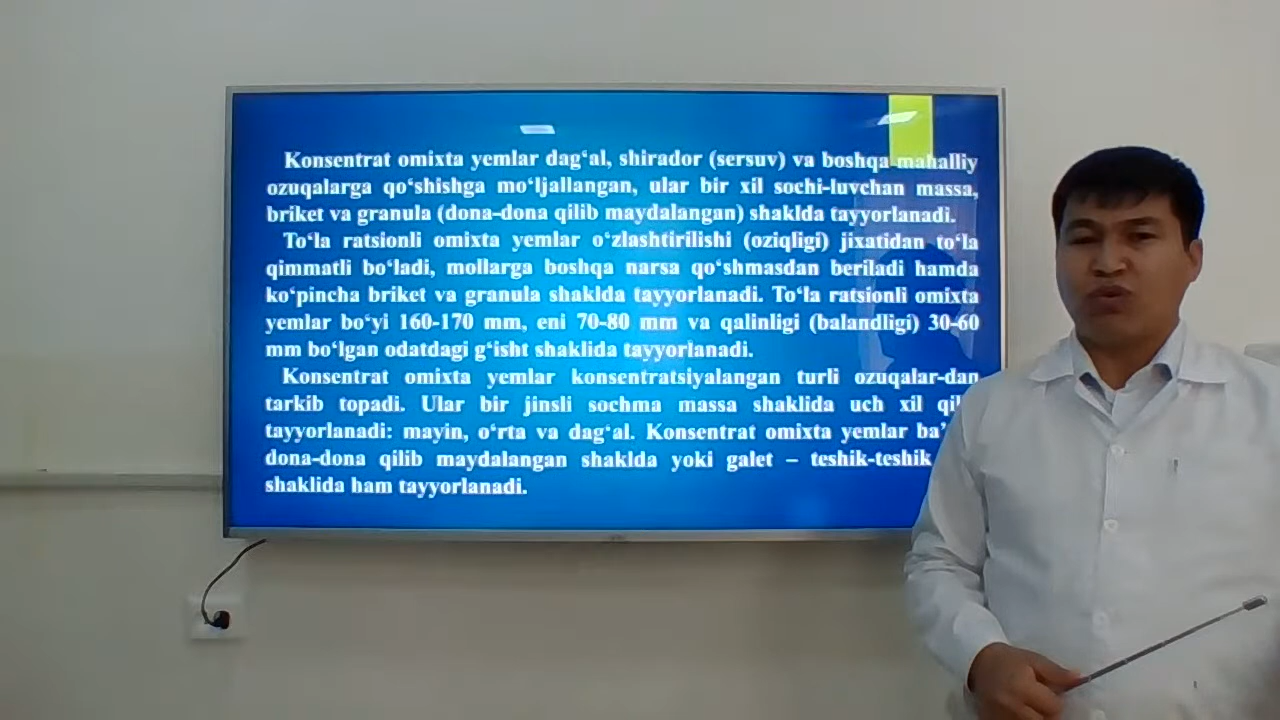 Konsentrat omixta yemlar dag‘al, shirador (sersuv) va boshqa mahalliy
ozuqalarga qo‘shishga mo‘ljallangan, ular bir xil sochi-luvchan massa,
briket va granula (dona-dona qilib maydalangan) shaklda tayyorlanadi.
To‘la ratsionli omixta yemlar o‘zlashtirilishi (oziqligi) jixatidan to‘la
qimmatli bo‘ladi, mollarga boshqa narsa qo‘shmasdan beriladi hamda
ko‘pincha briket va granula shaklda tayyorlanadi. To‘la ratsionli omixta
yemlar bo‘yi 160-170 mm, eni 70-80 mm va qalinligi (balandligi) 30-60
mm bo‘lgan odatdagi g‘isht shaklida tayyorlanadi.
Konsentrat omixta yemlar konsentratsiyalangan turli ozuqalar-dan
tarkib topadi. Ular bir jinsli sochma massa shaklida uch xil
tayyorlanadi: mayin, o‘rta va dag‘al. Konsentrat omixta yemlar
dona-dona qilib maydalangan shaklda yoki galet – teshik-teshik
shaklida ham tayyorlanadi.